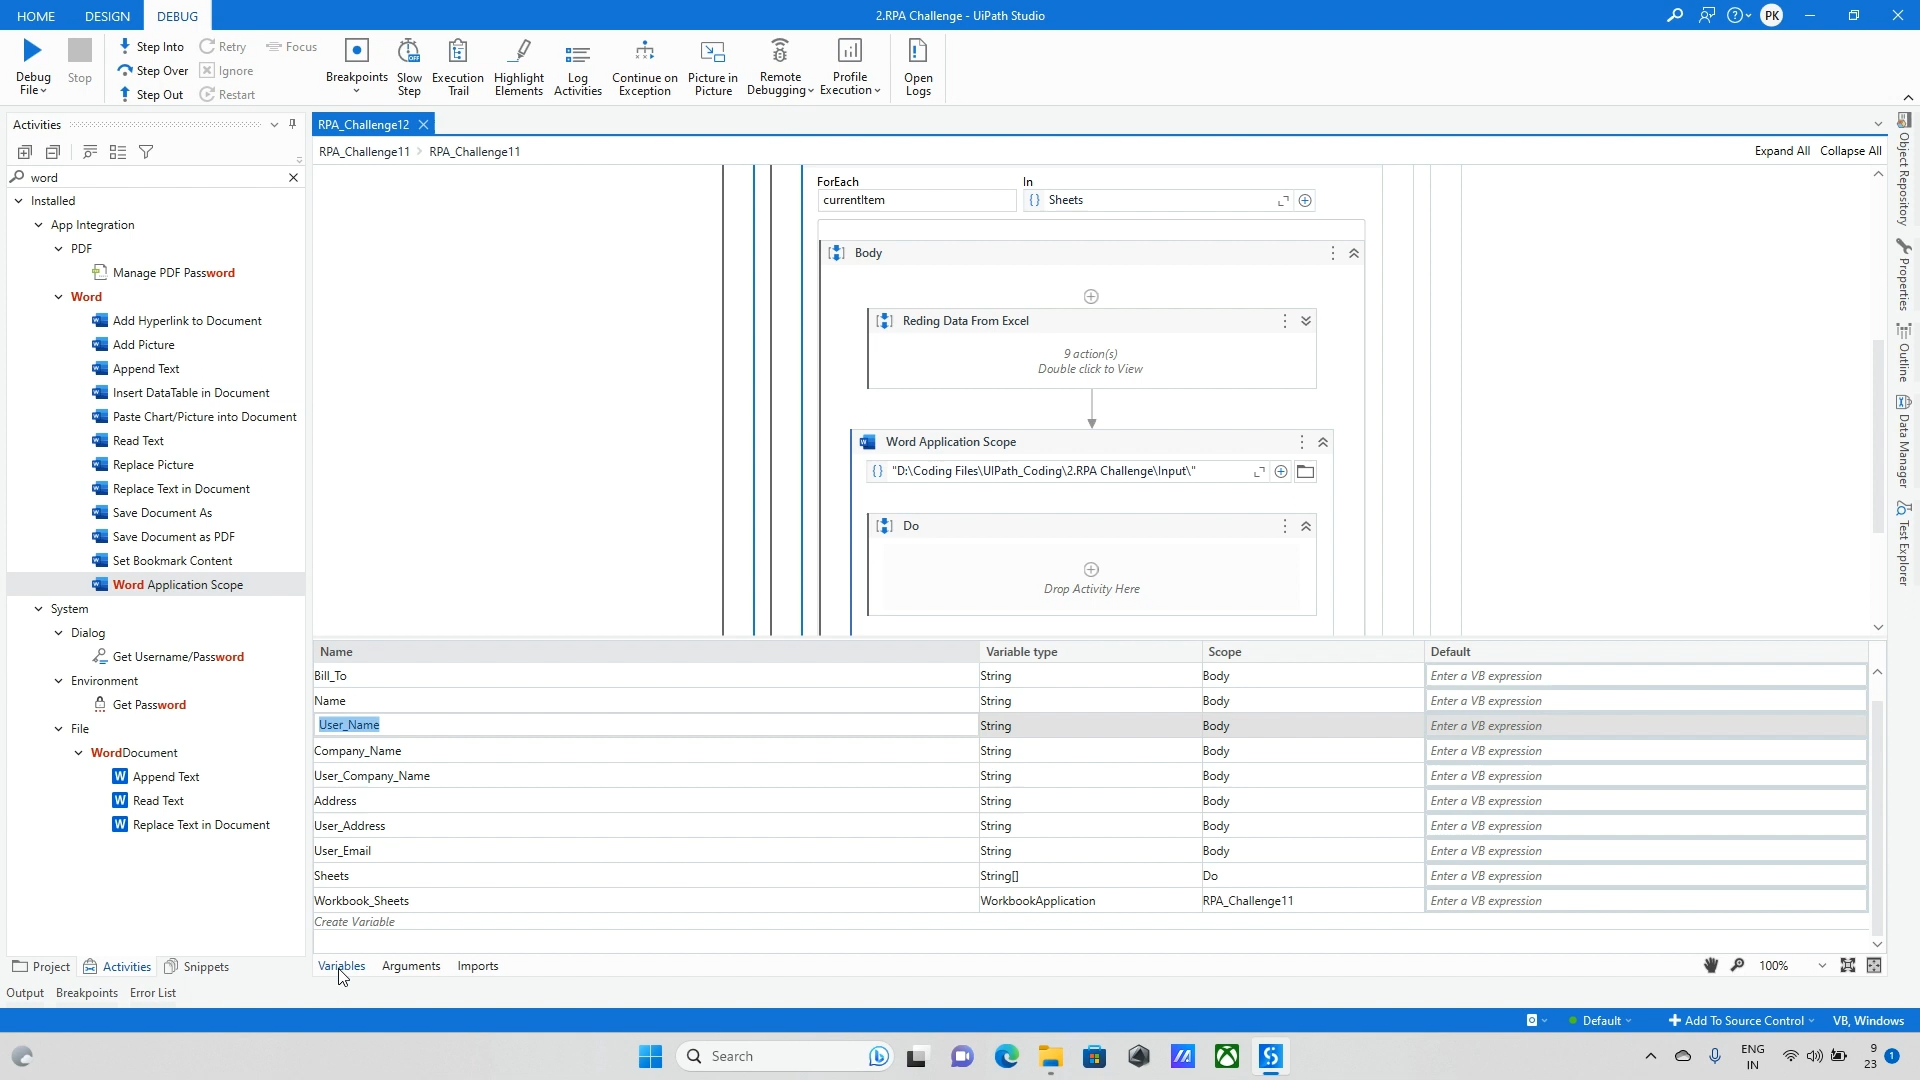 HOME DESIGN DEBUG 2.RPA Challenge - UiPath Studio PK
Debug
File
Stop
Step Into
Step Over
Step Out
Retry
Ignore
Restart
Focus
Breakpoints
Slow
Step
Execution
Trail
Highlight
Elements
Log
Activities
Continue on
Exception
Picture in
Picture
Remote
Debugging
Profile
Execution
Open
Logs
Activities
word
Installed
App Integration
PDF
Manage PDF Password
Word
Add Hyperlink to Document
Add Picture
Append Text
Insert DataTable in Document
Paste Chart/Picture into Document
Read Text
Replace Picture
Replace Text in Document
Save Document As
Save Document as PDF
Set Bookmark Content
Word Application Scope
System
Dialog
Get Username/Password
Environment
Get Password
File
WordDocument
Append Text
Read Text
Replace Text in Document
Project Activities Snippets
Output Breakpoints Error List
RPA_Challenge12
RPA_Challenge11 RPA_Challenge11 Expand All Collapse All
ForEach In
currentItem Sheets
Body
Reding Data From Excel
9 action(s)
Double click to View
Word Application Scope
"D:\Coding Files\UIPath_Coding\2.RPA Challenge\Input\"
Do
Drop Activity Here
Name Variable type Scope Default
Bill_To String Body Enter a VB expression
Name String Body Enter a VB expression
User_Name String Body Enter a VB expression
Company_Name String Body Enter a VB expression
User_Company_Name String Body Enter a VB expression
Address String Body Enter a VB expression
User_Address String Body Enter a VB expression
User_Email String Body Enter a VB expression
Sheets String[] Do Enter a VB expression
Workbook_Sheets WorkbookApplication RPA_Challenge11 Enter a VB expression
Create Variable
Variables Arguments Imports 100%
Object Repository
Properties
Outline
Data Manager
Test Explorer
Default Add To Source Control VB, Windows
Search
ENG
IN
9
23
1